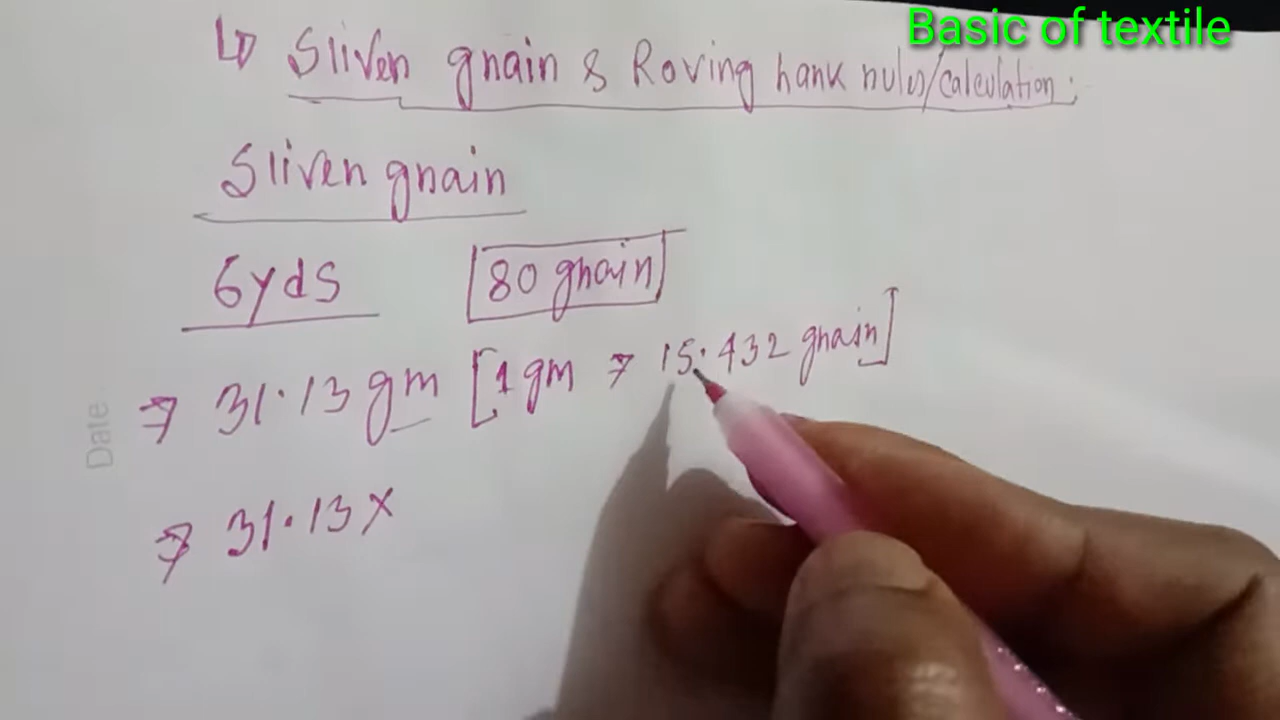 Basic of textile
↳ Sliver grain & Roving hank rules/calculation:
Sliver grain
6yds 80 grain
⇒ 31.13 gm [1 gm ⇒ 15.432 grain]
⇒ 31.13 ×
Date